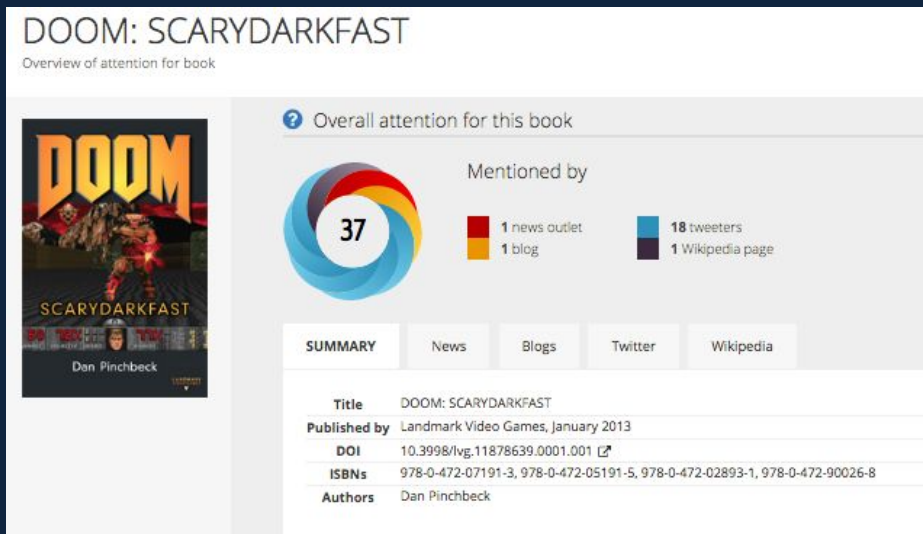 DOOM: SCARYDARKFAST
Overview of attention for book
DOOM
SCARYDARKFAST
Dan Pinchbeck
? Overall attention for this book
37
Mentioned by
1 news outlet
18 tweeters
1 blog
1 Wikipedia page
SUMMARY News Blogs Twitter Wikipedia
Title DOOM: SCARYDARKFAST
Published by Landmark Video Games, January 2013
DOI 10.3998/lvg.11878639.0001.001
ISBNs 978-0-472-07191-3, 978-0-472-05191-5, 978-0-472-02893-1, 978-0-472-90026-8
Authors Dan Pinchbeck